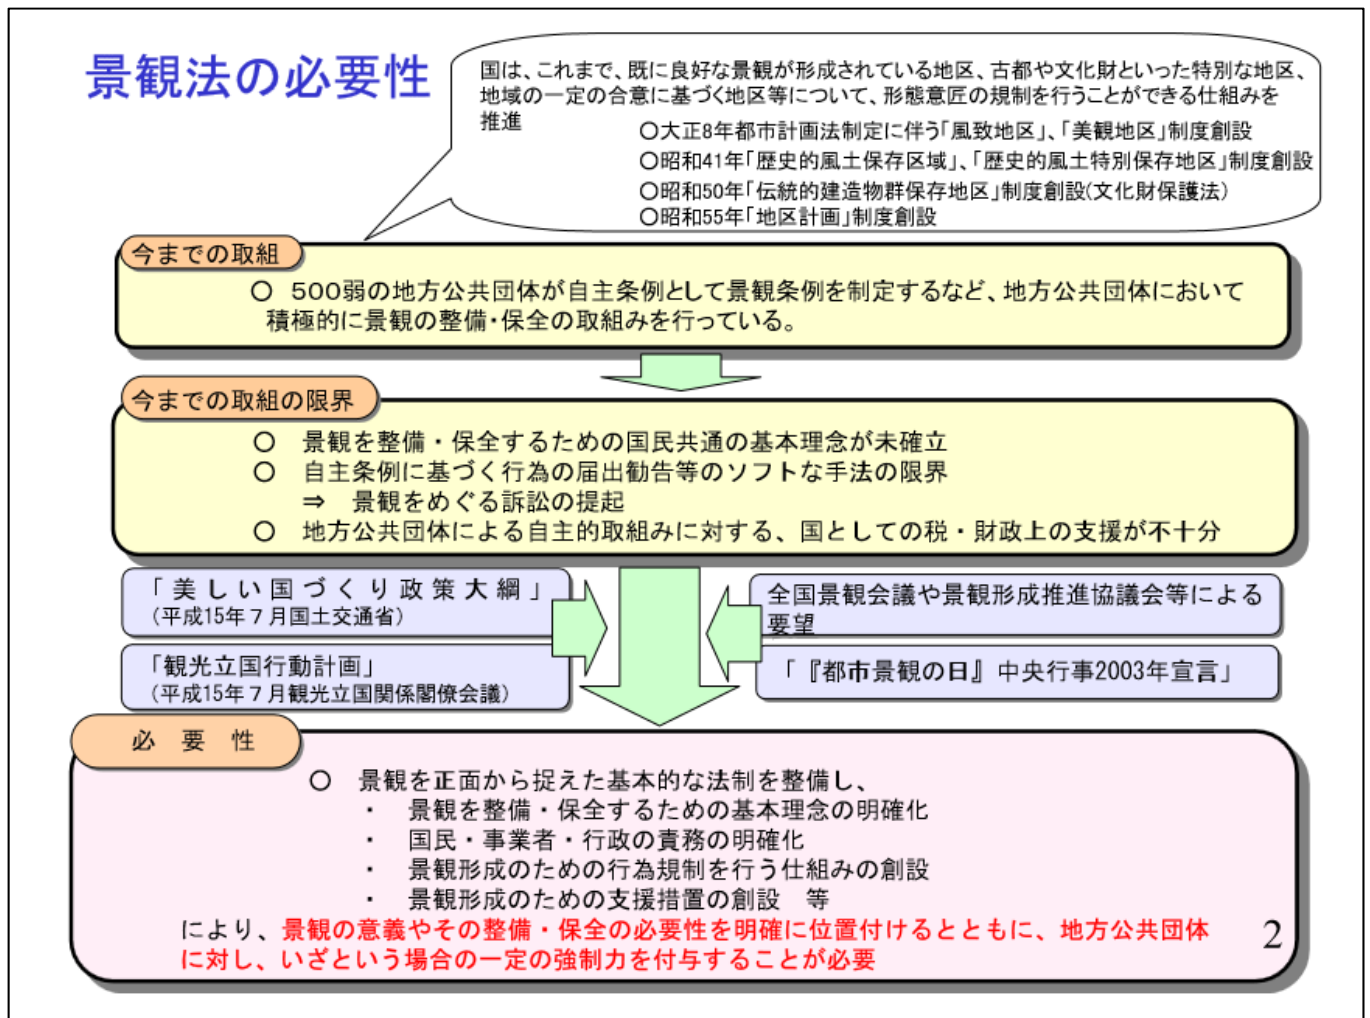 景観法の必要性
国は、これまで、既に良好な景観が形成されている地区、古都や文化財といった特別な地区、
地域の一定の合意に基づく地区等について、形態意匠の規制を行うことができる仕組みを
推進
〇大正8年都市計画法制定に伴う「風致地区」、「美観地区」制度創設
〇昭和41年「歴史的風土保存区域」、「歴史的風土特別保存地区」制度創設
〇昭和50年「伝統的建造物群保存地区」制度創設(文化財保護法)
〇昭和55年「地区計画」制度創設
今までの取組
〇 500弱の地方公共団体が自主条例として景観条例を制定するなど、地方公共団体において
積極的に景観の整備・保全の取組みを行っている。
今までの取組の限界
〇 景観を整備・保全するための国民共通の基本理念が未確立
〇 自主条例に基づく行為の届出勧告等のソフトな手法の限界
⇒ 景観をめぐる訴訟の提起
〇 地方公共団体による自主的取組みに対する、国としての税・財政上の支援が不十分
「美しい国づくり政策大綱」
(平成15年7月国土交通省)
「観光立国行動計画」
(平成15年7月観光立国関係閣僚会議)
全国景観会議や景観形成推進協議会等による
要望
「『都市景観の日』中央行事2003年宣言」
必 要 性
〇 景観を正面から捉えた基本的な法制を整備し、
・ 景観を整備・保全するための基本理念の明確化
・ 国民・事業者・行政の責務の明確化
・ 景観形成のための行為規制を行う仕組みの創設
・ 景観形成のための支援措置の創設 等
により、景観の意義やその整備・保全の必要性を明確に位置付けるとともに、地方公共団体
に対し、いざという場合の一定の強制力を付与することが必要
2